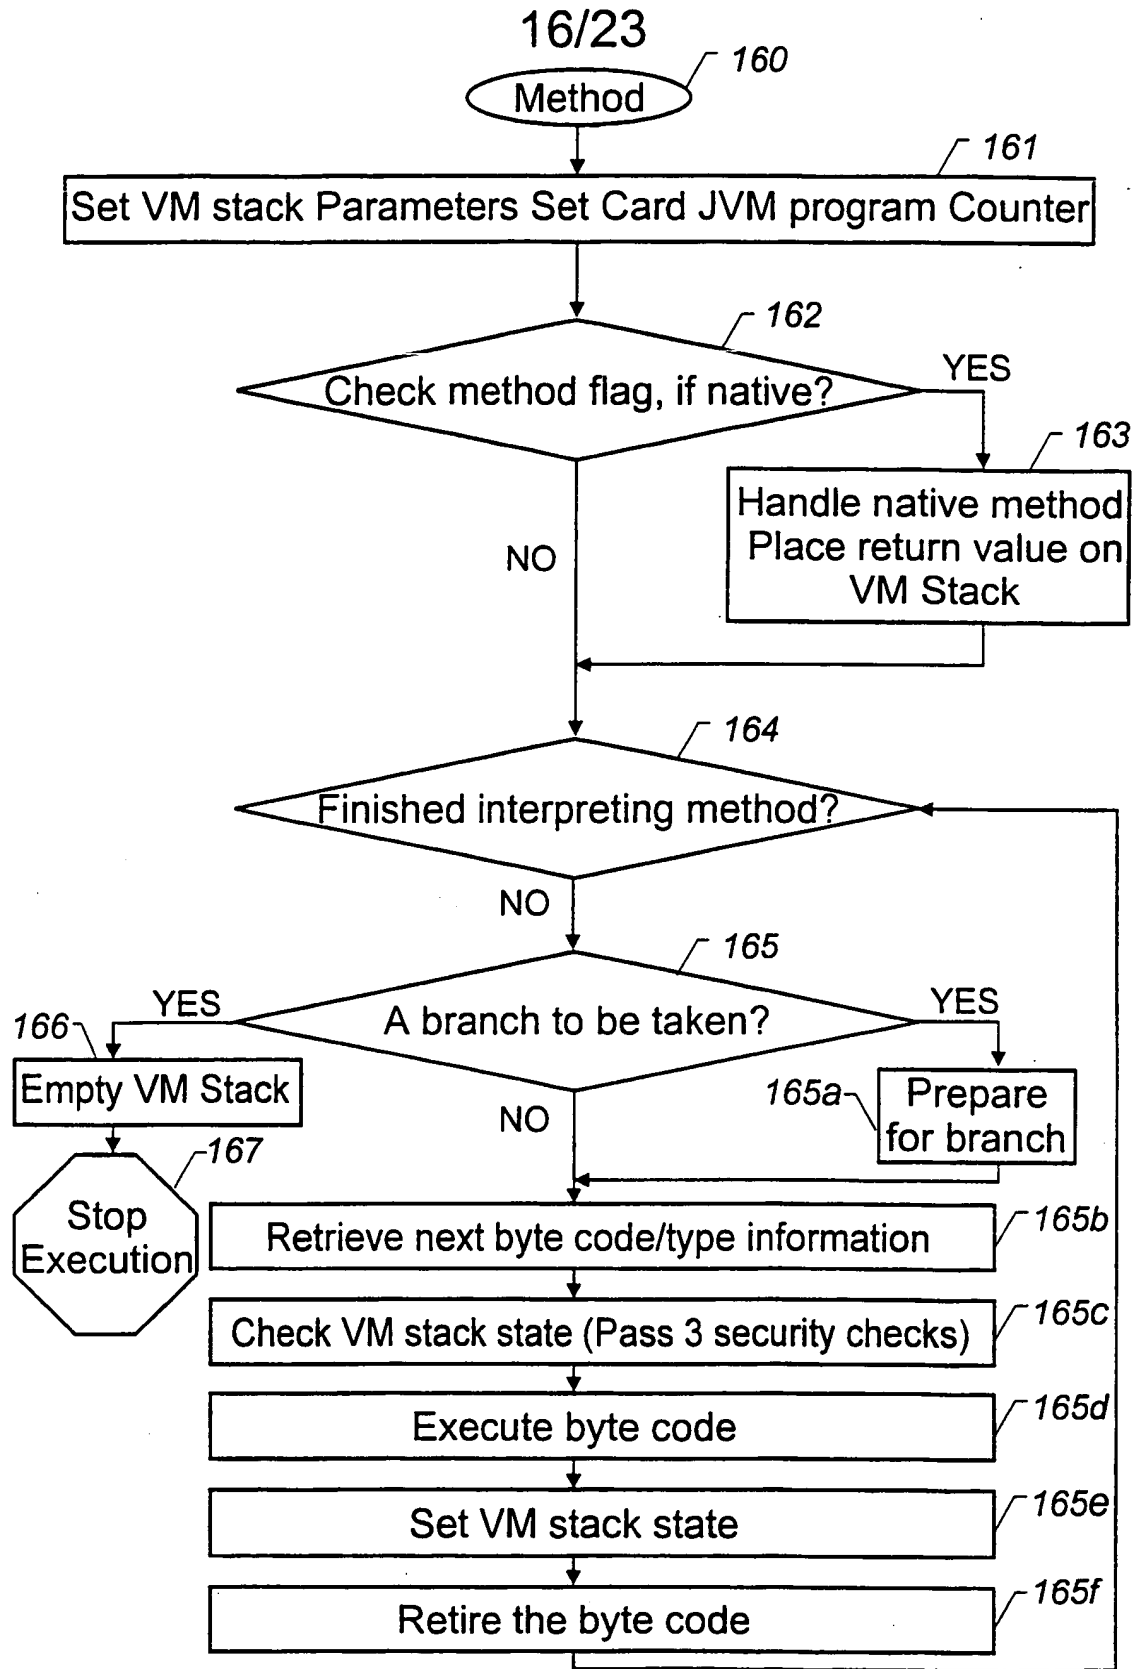 16/23
160
Method
161
Set VM stack Parameters Set Card JVM program Counter
162
Check method flag, if native?
YES
163
Handle native method
Place return value on
VM Stack
NO
164
Finished interpreting method?
NO
165
A branch to be taken?
YES
YES
166
Empty VM Stack
165a
Prepare
for branch
NO
167
Stop
Execution
Retrieve next byte code/type information
165b
Check VM stack state (Pass 3 security checks)
165c
Execute byte code
165d
Set VM stack state
165e
Retire the byte code
165f